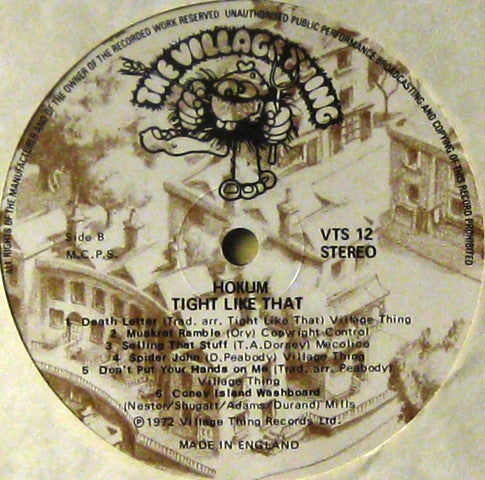 ALL RIGHTS OF THE MANUFACTURER AND OF THE OWNER OF THE RECORDED WORK RESERVED UNAUTHORISED PUBLIC PERFORMANCE BROADCASTING AND COPYING OF THIS RECORD PROHIBITED
THE VILLAGE THING
Side B
M.C.P.S.
VTS 12
STEREO
HOKUM
TIGHT LIKE THAT
1 Death Letter (Trad. arr. Tight Like That) Village Thing
2 Muskrat Ramble (Ory) Copyright Control
3 Selling That Stuff (T.A.Dorsey) Mecolico
4 Spider John (D.Peabody) Village Thing
5 Don't Put Your Hands on Me (Trad. arr. Peabody)
Village Thing
6 Coney Island Washboard
(Nestor/Shugart/Adams/Durand) Mills
Ⓟ1972 Village Thing Records Ltd.
MADE IN ENGLAND